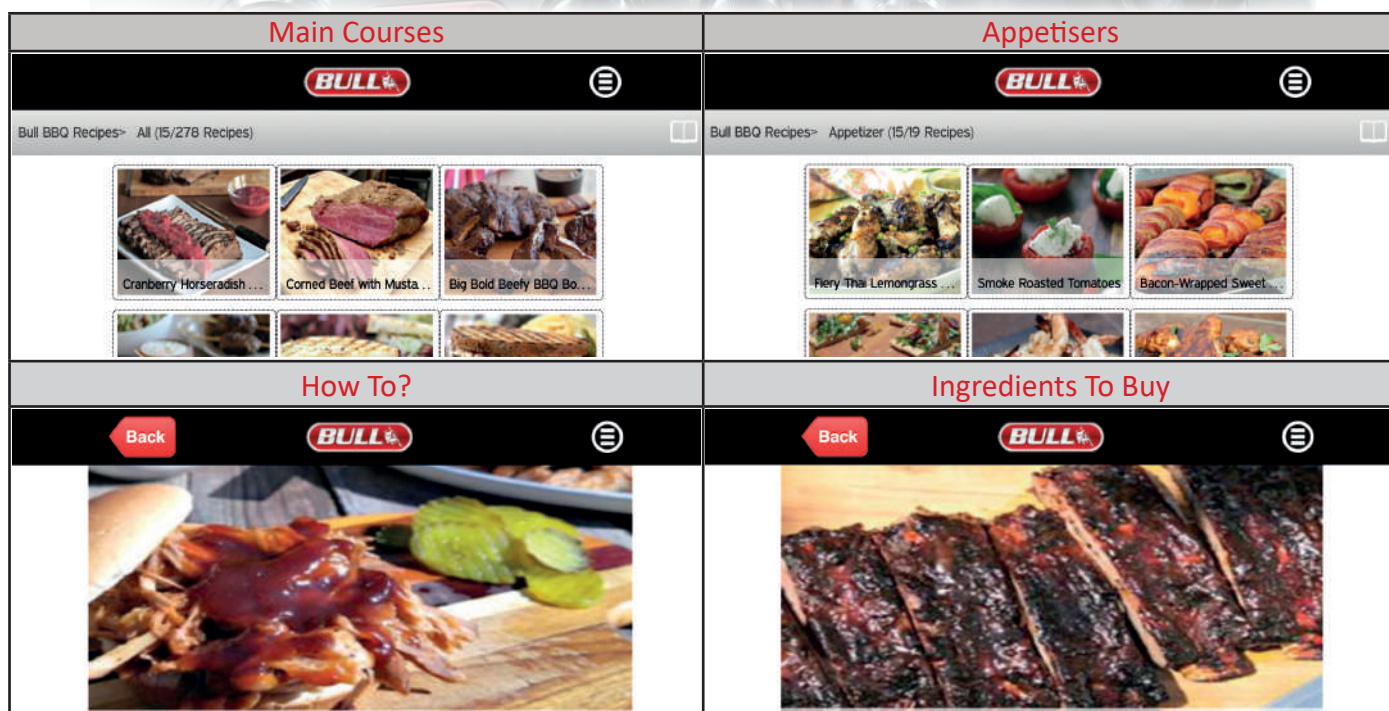 Main Courses
Appetisers
BULL
BULL
Bull BBQ Recipes> All (15/278 Recipes)
Bull BBQ Recipes> Appetizer (15/19 Recipes)
Cranberry Horseradish ...
Corned Beef with Musta...
Big Bold Beefy BBQ Bo...
Fiery Thai Lemongrass ...
Smoke Roasted Tomatoes
Bacon-Wrapped Sweet ...
How To?
Ingredients To Buy
Back
BULL
Back
BULL